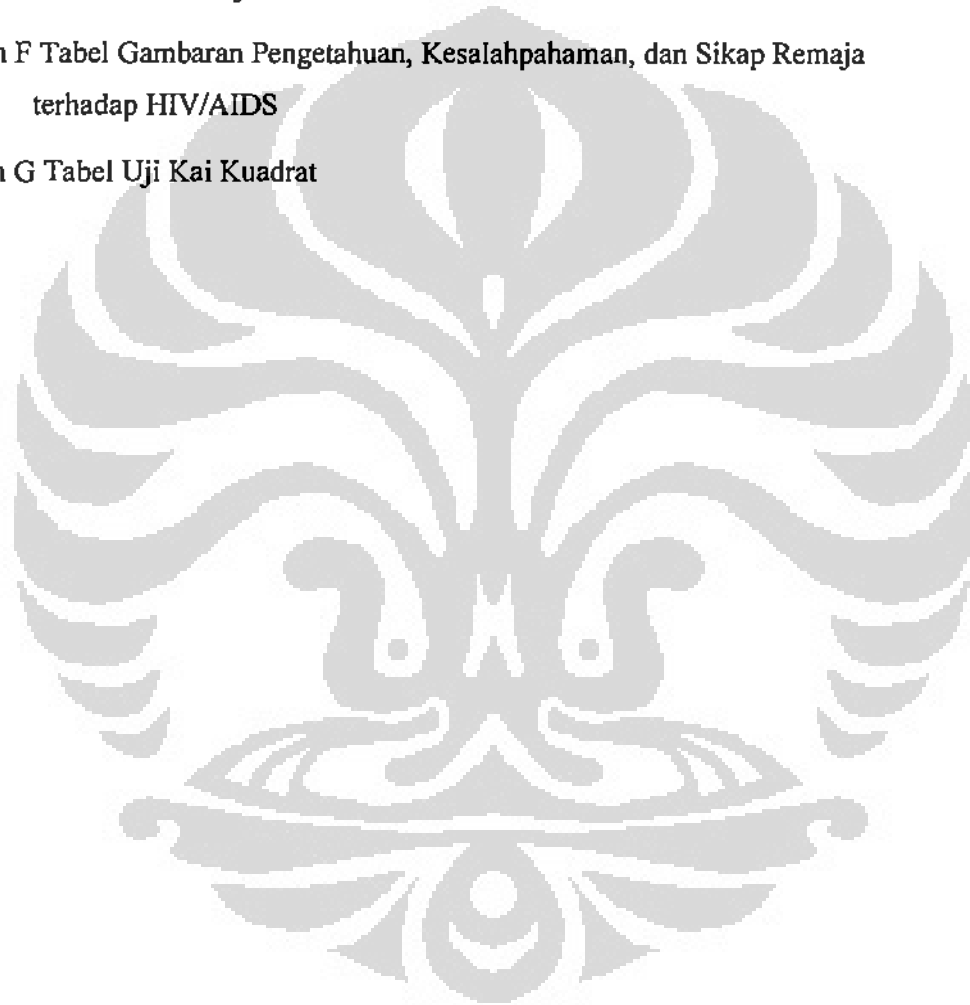 n F Tabel Gambaran Pengetahuan, Kesalahpahaman, dan Sikap Remaja
terhadap HIV/AIDS
n G Tabel Uji Kai Kuadrat